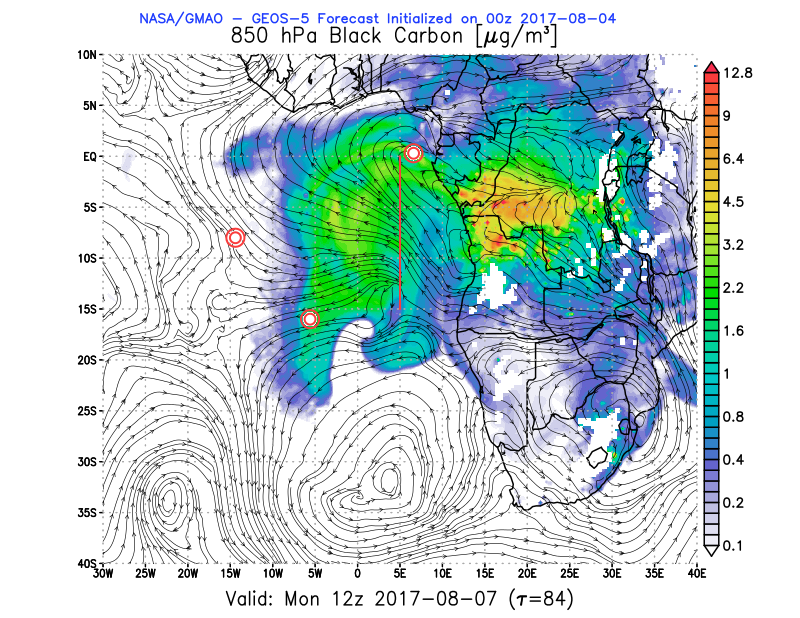 NASA/GMAO − GEOS−5 Forecast Initialized on 00z 2017−08−04
850 hPa Black Carbon [μg/m³]
10N
5N
EQ
5S
10S
15S
20S
25S
30S
35S
40S
30W 25W 20W 15W 10W 5W 0 5E 10E 15E 20E 25E 30E 35E 40E
12.8
9
6.4
4.5
3.2
2.2
1.6
1
0.8
0.4
0.2
0.1
Valid: Mon 12z 2017−08−07 (τ=84)